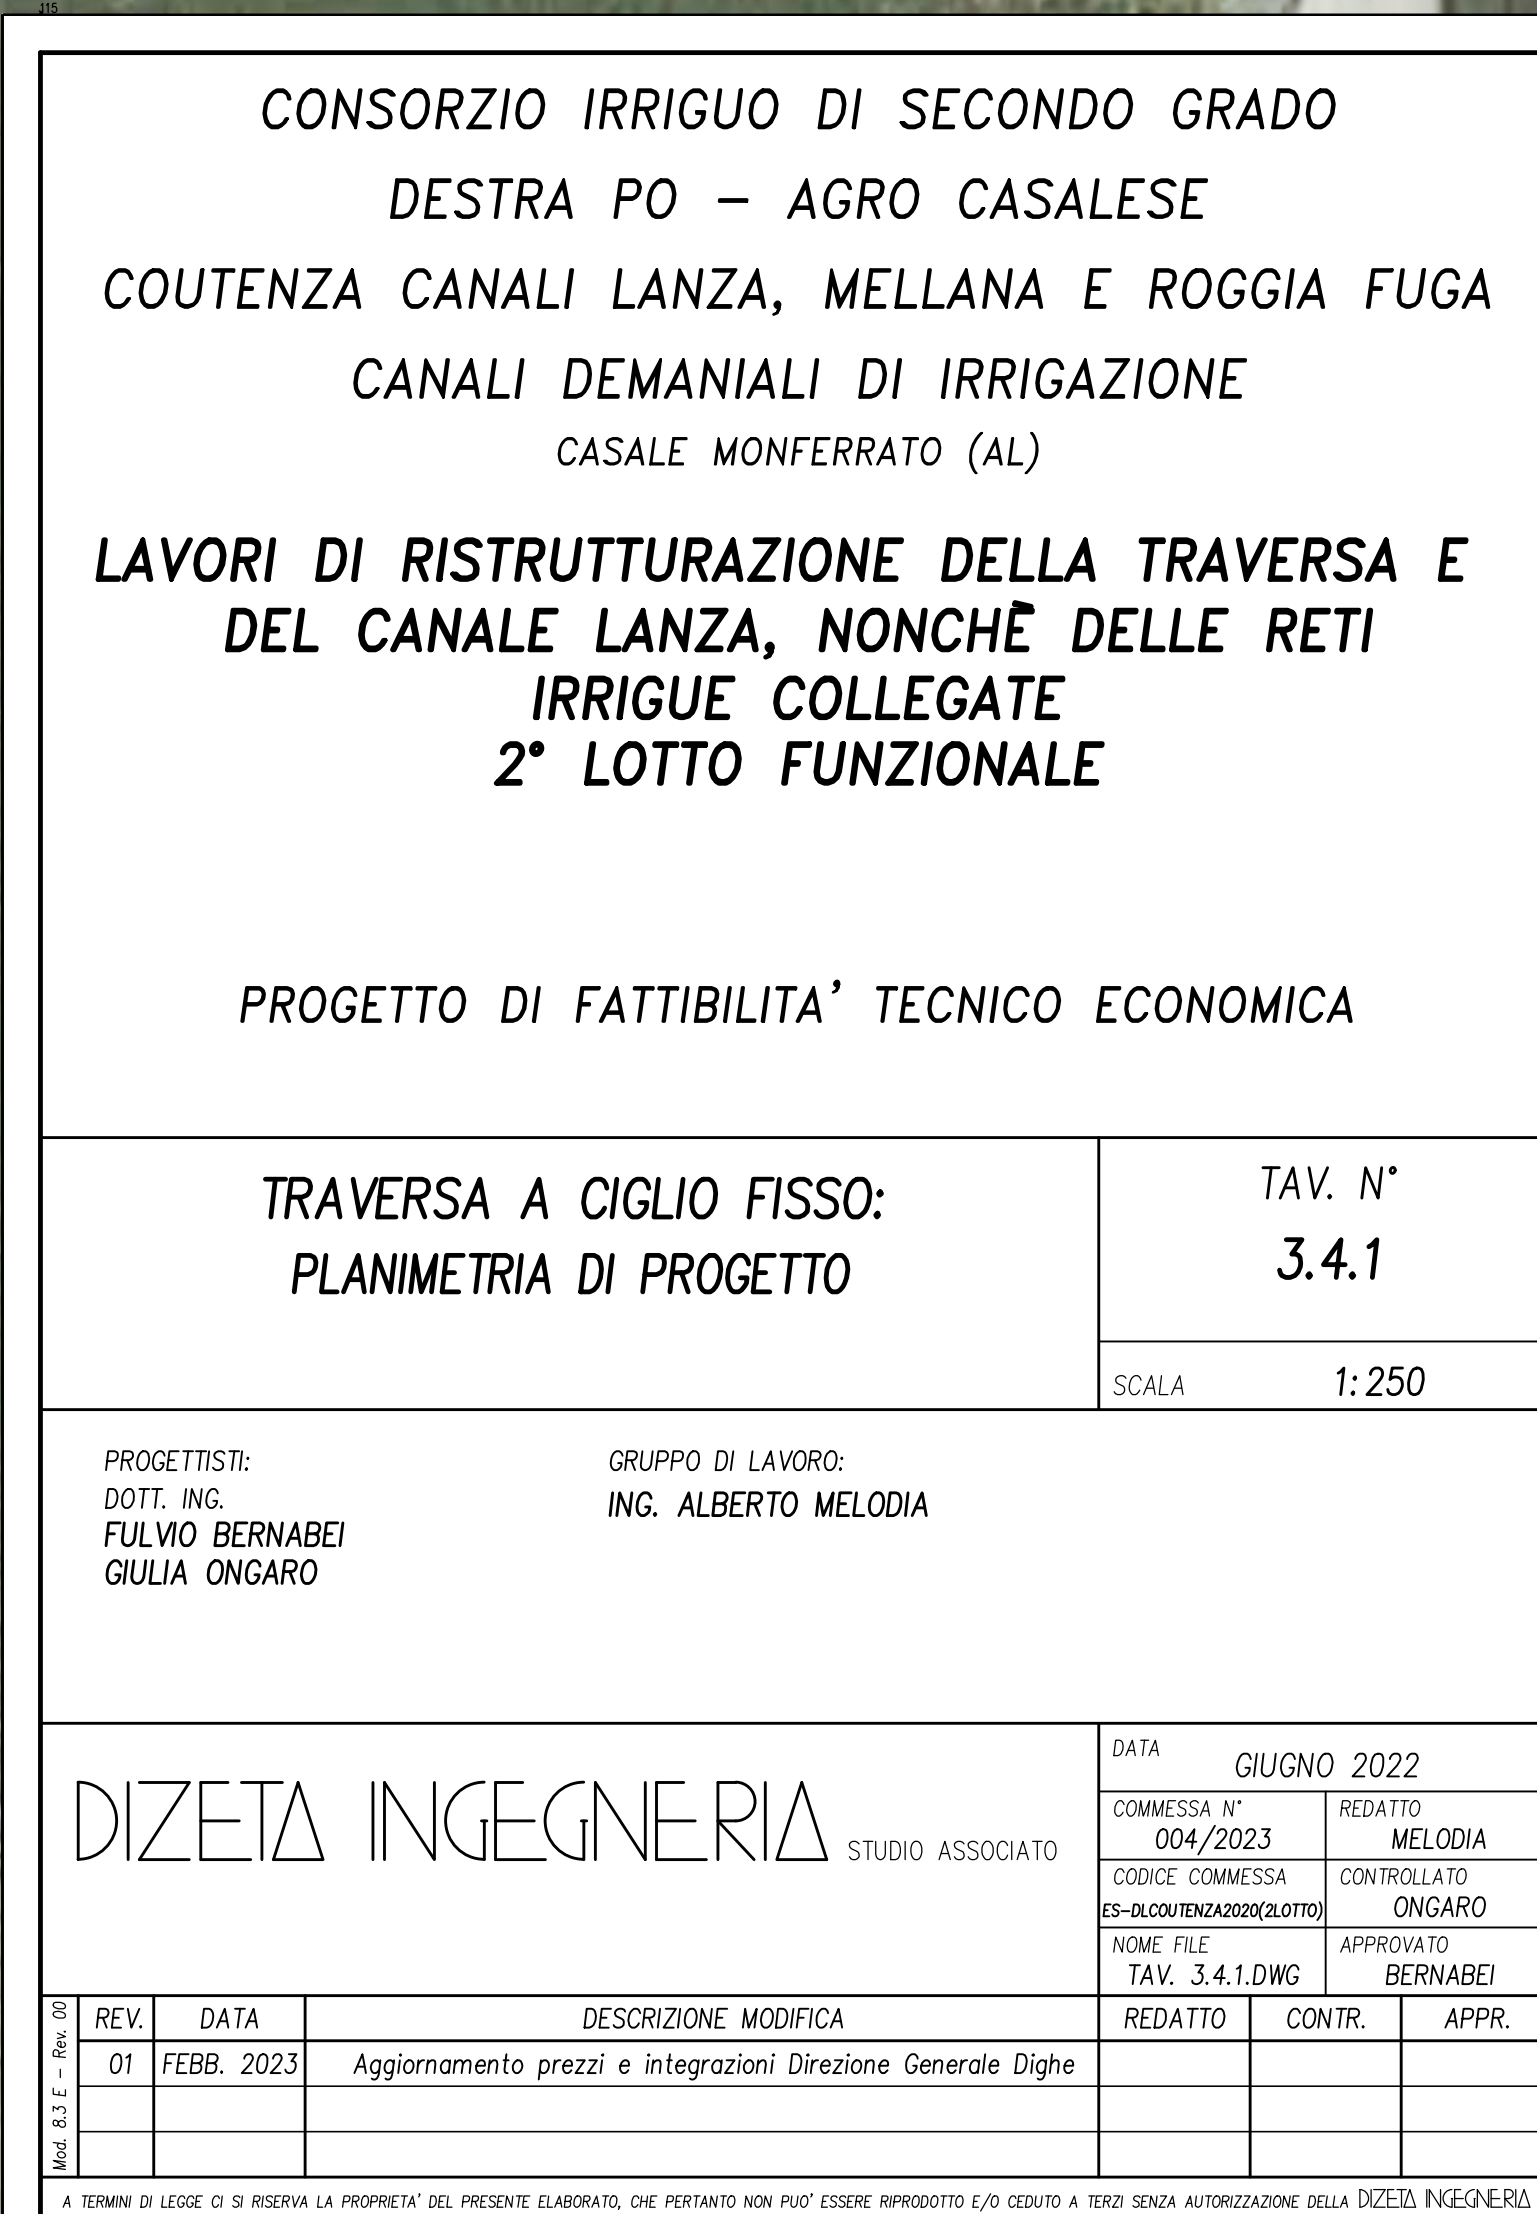 115
CONSORZIO IRRIGUO DI SECONDO GRADO
DESTRA PO – AGRO CASALESE
COUTENZA CANALI LANZA, MELLANA E ROGGIA FUGA
CANALI DEMANIALI DI IRRIGAZIONE
CASALE MONFERRATO (AL)
LAVORI DI RISTRUTTURAZIONE DELLA TRAVERSA E
DEL CANALE LANZA, NONCHÈ DELLE RETI
IRRIGUE COLLEGATE
2° LOTTO FUNZIONALE
PROGETTO DI FATTIBILITA' TECNICO ECONOMICA
TRAVERSA A CIGLIO FISSO:
PLANIMETRIA DI PROGETTO
TAV. N°
3.4.1
SCALA 1:250
PROGETTISTI:
DOTT. ING.
FULVIO BERNABEI
GIULIA ONGARO
GRUPPO DI LAVORO:
ING. ALBERTO MELODIA
DIZETA INGEGNERIA STUDIO ASSOCIATO
DATA GIUGNO 2022
COMMESSA N° REDATTO
004/2023 MELODIA
CODICE COMMESSA CONTROLLATO
ES-DLCOUTENZA2020(2LOTTO) ONGARO
NOME FILE APPROVATO
TAV. 3.4.1.DWG BERNABEI
Mod. 8.3 E – Rev. 00
REV. DATA DESCRIZIONE MODIFICA REDATTO CONTR. APPR.
01 FEBB. 2023 Aggiornamento prezzi e integrazioni Direzione Generale Dighe
A TERMINI DI LEGGE CI SI RISERVA LA PROPRIETA' DEL PRESENTE ELABORATO, CHE PERTANTO NON PUO' ESSERE RIPRODOTTO E/O CEDUTO A TERZI SENZA AUTORIZZAZIONE DELLA DIZETA INGEGNERIA